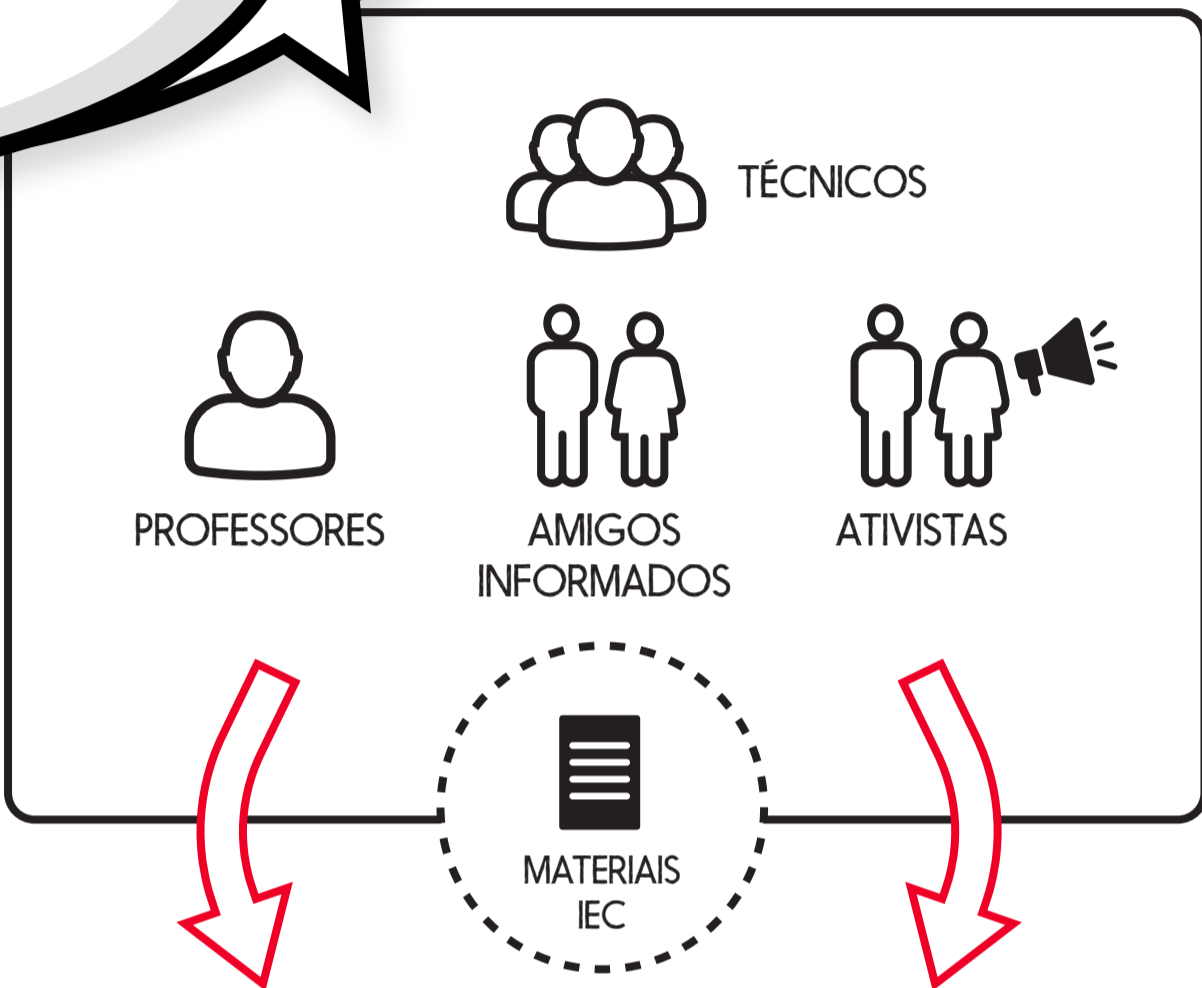 TÉCNICOS
PROFESSORES
AMIGOS
INFORMADOS
ATIVISTAS
MATERIAIS
IEC